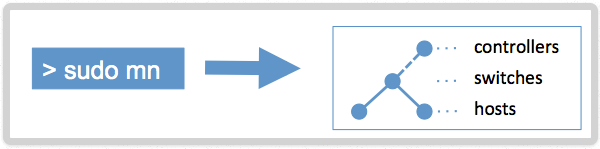 > sudo mn
controllers
switches
hosts